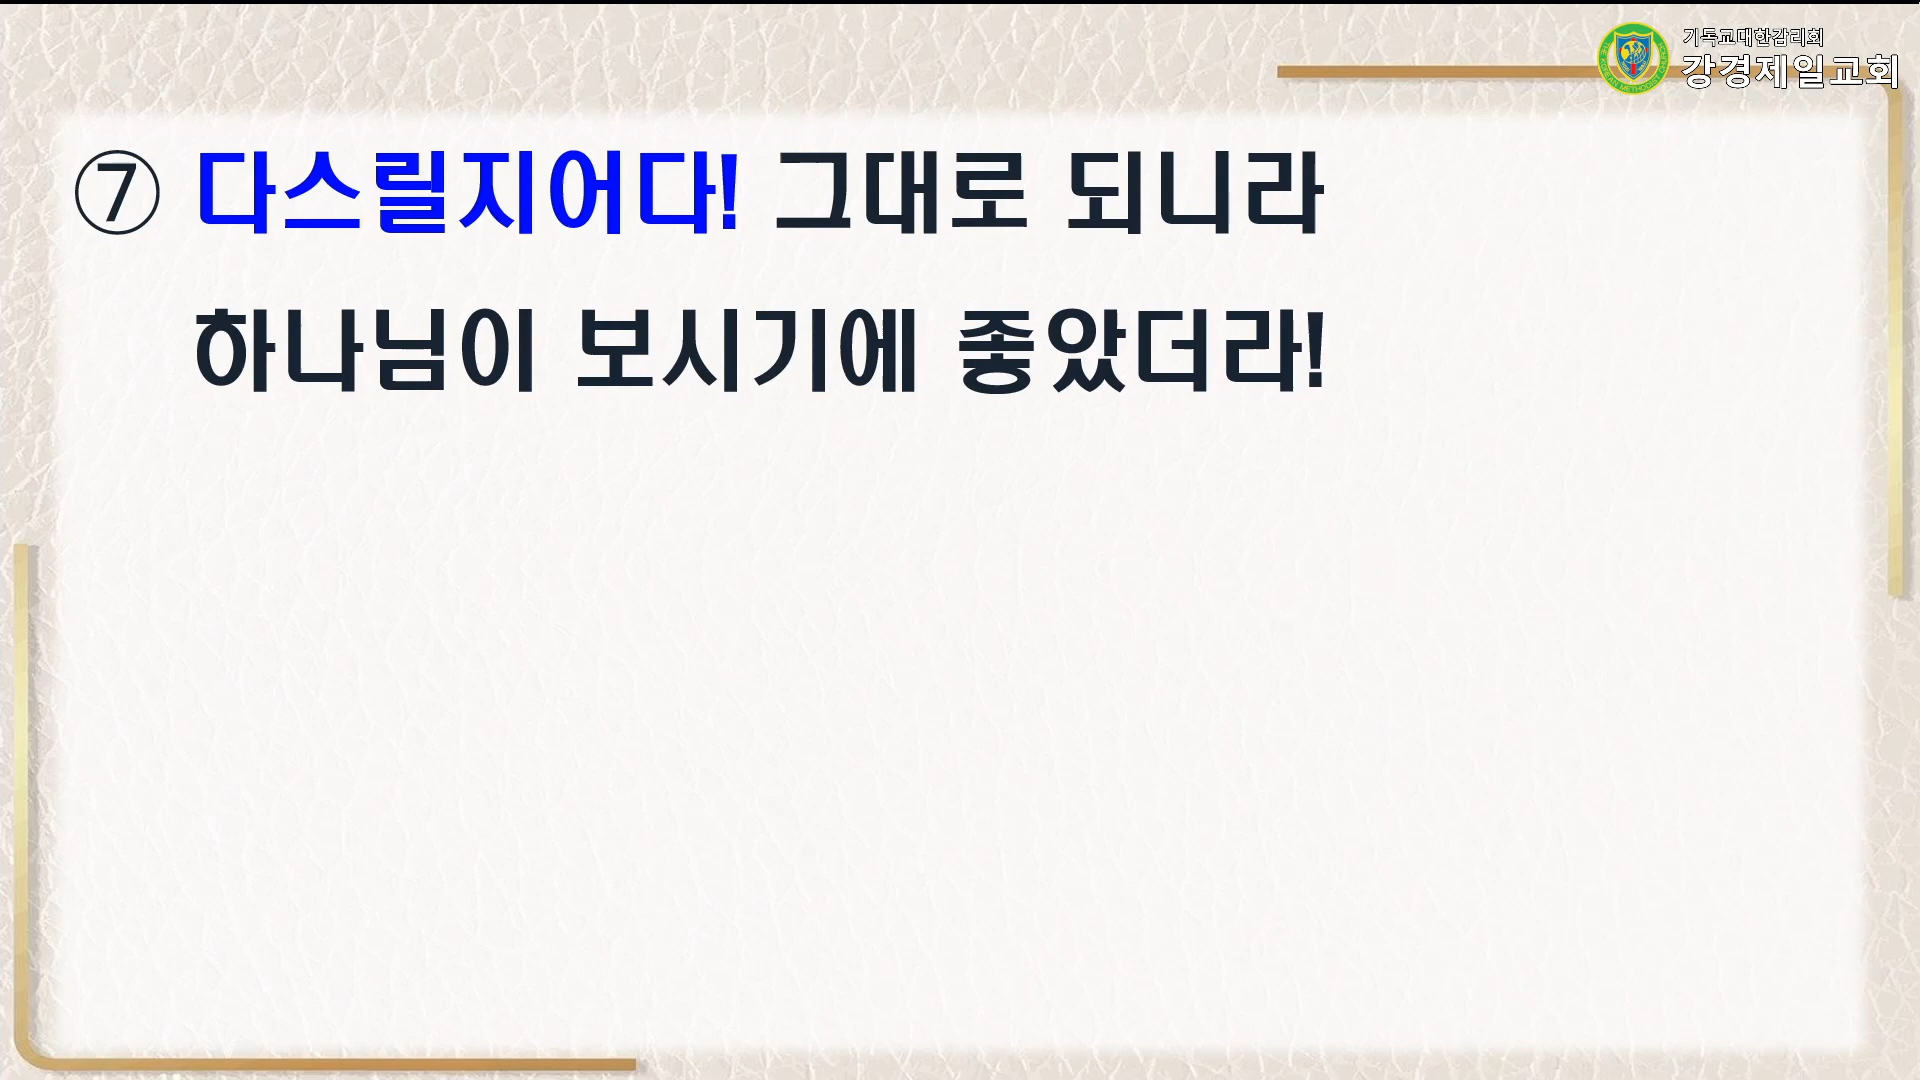 기독교대한감리회
강경제일교회
⑦ 다스릴지어다! 그대로 되니라
하나님이 보시기에 좋았더라!